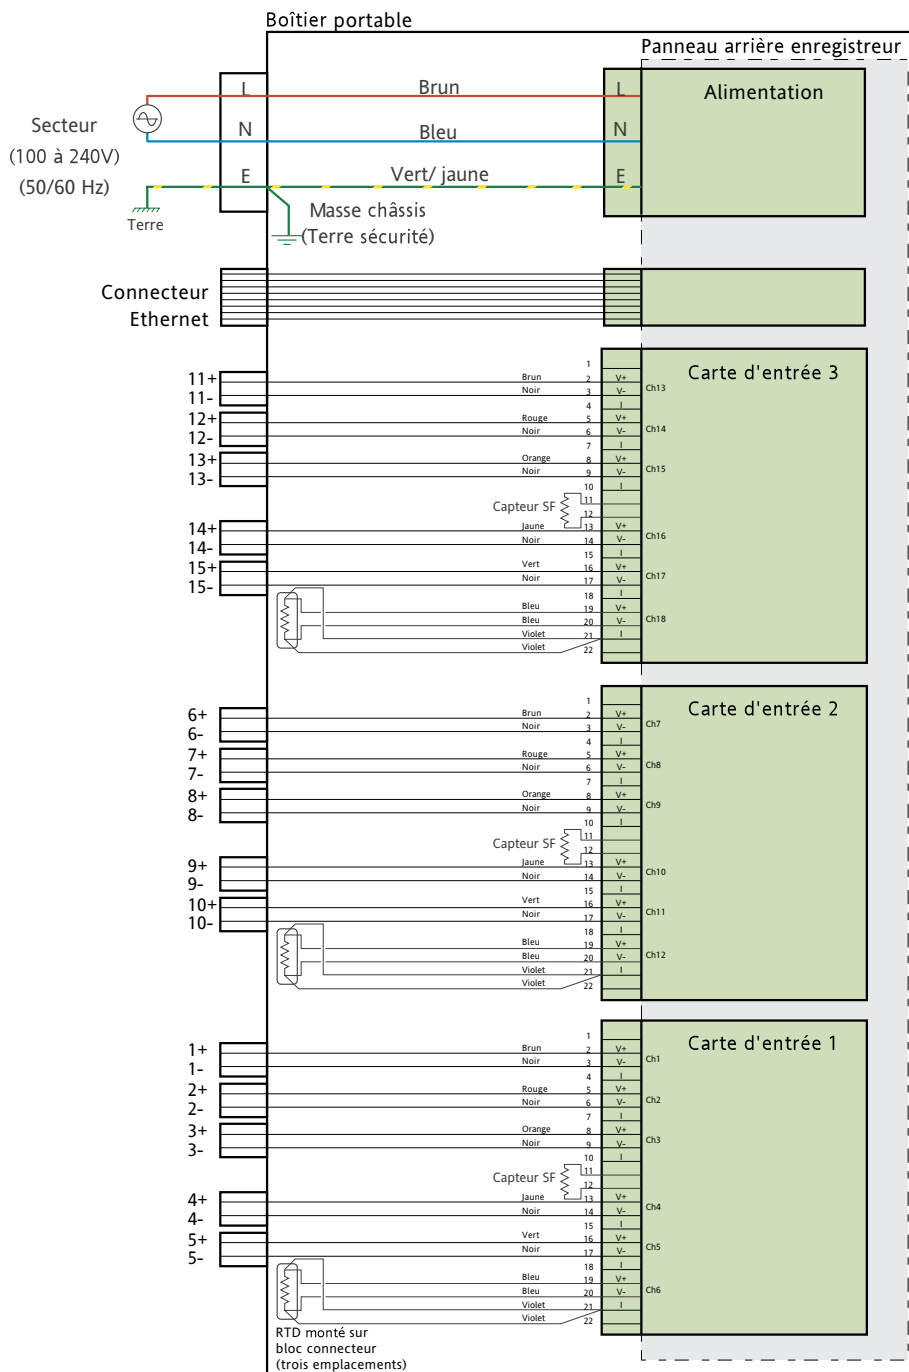 Boîtier portable
Panneau arrière enregistreur
L Brun L Alimentation
Secteur
(100 à 240V)
(50/60 Hz)
N Bleu N
E Vert/ jaune E
Terre
Masse châssis
(Terre sécurité)
Connecteur
Ethernet
Carte d'entrée 3
1
11+ Brun 2 V+
11- Noir 3 V- Ch13
4 I
12+ Rouge 5 V+
12- Noir 6 V- Ch14
7 I
13+ Orange 8 V+
13- Noir 9 V- Ch15
10 I
Capteur SF 11
12
14+ Jaune 13 V+
14- Noir 14 V- Ch16
15 I
15+ Vert 16 V+
15- Noir 17 V- Ch17
18 I
Bleu 19 V+
Bleu 20 V- Ch18
Violet 21 I
Violet 22
Carte d'entrée 2
1
6+ Brun 2 V+
6- Noir 3 V- Ch7
4 I
7+ Rouge 5 V+
7- Noir 6 V- Ch8
7 I
8+ Orange 8 V+
8- Noir 9 V- Ch9
10 I
Capteur SF 11
12
9+ Jaune 13 V+
9- Noir 14 V- Ch10
15 I
10+ Vert 16 V+
10- Noir 17 V- Ch11
18 I
Bleu 19 V+
Bleu 20 V- Ch12
Violet 21 I
Violet 22
Carte d'entrée 1
1
1+ Brun 2 V+
1- Noir 3 V- Ch1
4 I
2+ Rouge 5 V+
2- Noir 6 V- Ch2
7 I
3+ Orange 8 V+
3- Noir 9 V- Ch3
10 I
Capteur SF 11
12
4+ Jaune 13 V+
4- Noir 14 V- Ch4
15 I
5+ Vert 16 V+
5- Noir 17 V- Ch5
18 I
Bleu 19 V+
Bleu 20 V- Ch6
Violet 21 I
Violet 22
RTD monté sur
bloc connecteur
(trois emplacements)